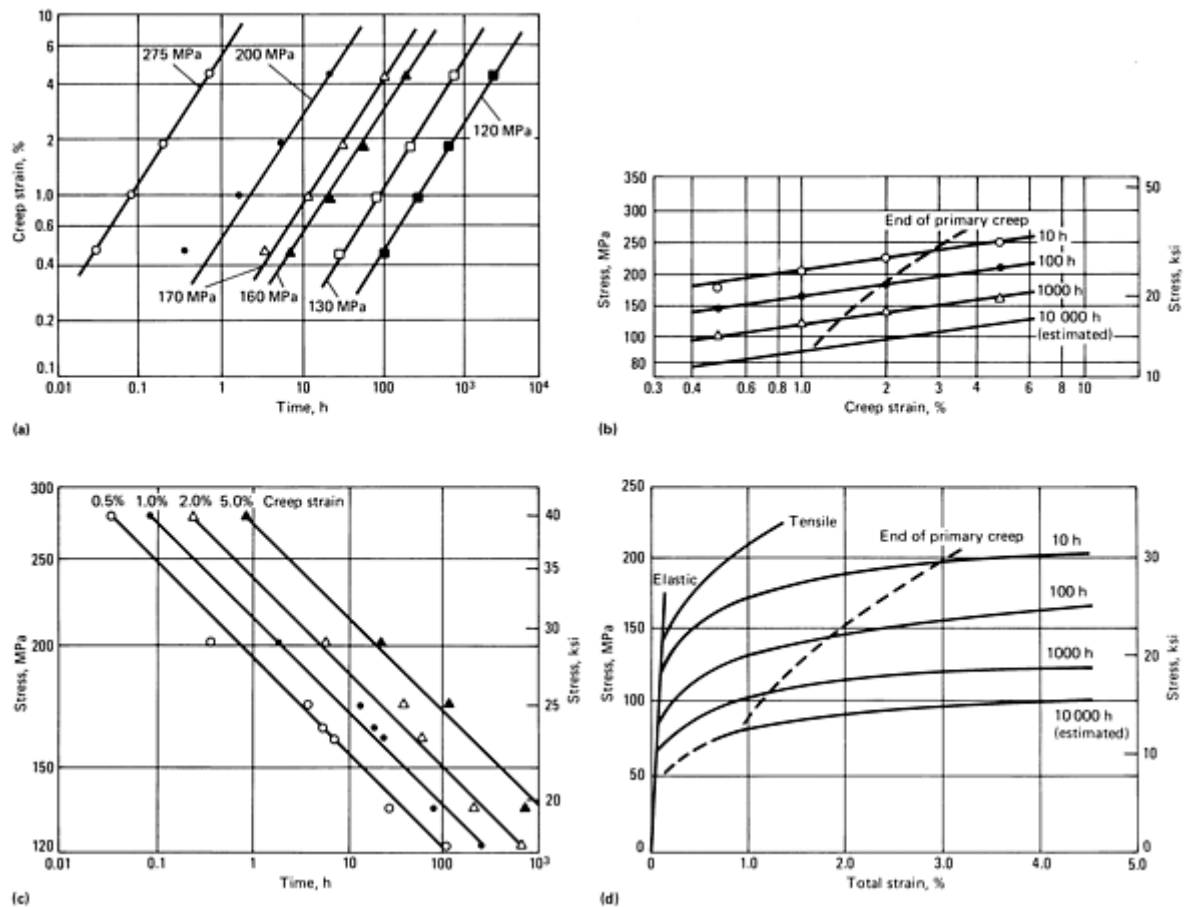 10
6
4
2
1.0
0.6
0.4
0.2
0.1
Creep strain, %
275 MPa
200 MPa
120 MPa
170 MPa
160 MPa
130 MPa
0.01
0.1
1
10
100
10³
10⁴
Time, h
(a)
350
300
250
200
150
100
80
Stress, MPa
50
20
10
Stress, ksi
End of primary creep
10 h
100 h
1000 h
10 000 h
(estimated)
0.3
0.4
0.6
0.8
1.0
2
3
4
6
8
10
Creep strain, %
(b)
300
250
200
150
120
Stress, MPa
0.5%
1.0%
2.0%
5.0%
Creep strain
40
35
30
25
20
Stress, ksi
0.01
0.1
1
10
100
10³
Time, h
(c)
250
200
150
100
50
0
Stress, MPa
Tensile
Elastic
End of primary creep
10 h
100 h
1000 h
10 000 h
(estimated)
30
20
10
0
Stress, ksi
0
1.0
2.0
3.0
4.0
5.0
Total strain, %
(d)